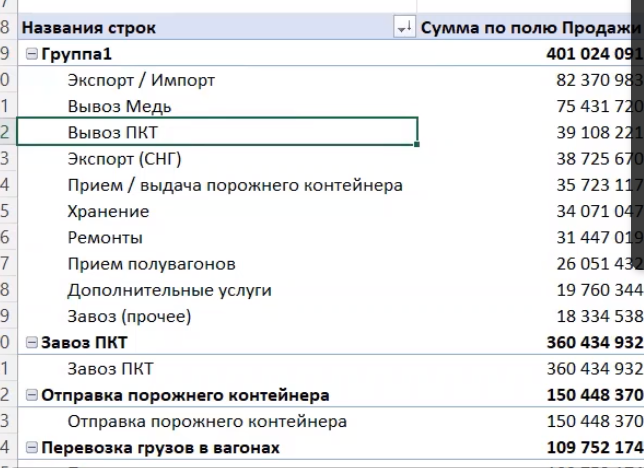 8 Названия строк Сумма по полю Продажи
9 Группа1 401 024 091
0 Экспорт / Импорт 82 370 983
1 Вывоз Медь 75 431 720
2 Вывоз ПКТ 39 108 221
3 Экспорт (СНГ) 38 725 670
4 Прием / выдача порожнего контейнера 35 723 117
5 Хранение 34 071 047
6 Ремонты 31 447 019
7 Прием полувагонов 26 051 432
8 Дополнительные услуги 19 760 344
9 Завоз (прочее) 18 334 538
0 Завоз ПКТ 360 434 932
1 Завоз ПКТ 360 434 932
2 Отправка порожнего контейнера 150 448 370
3 Отправка порожнего контейнера 150 448 370
4 Перевозка грузов в вагонах 109 752 174